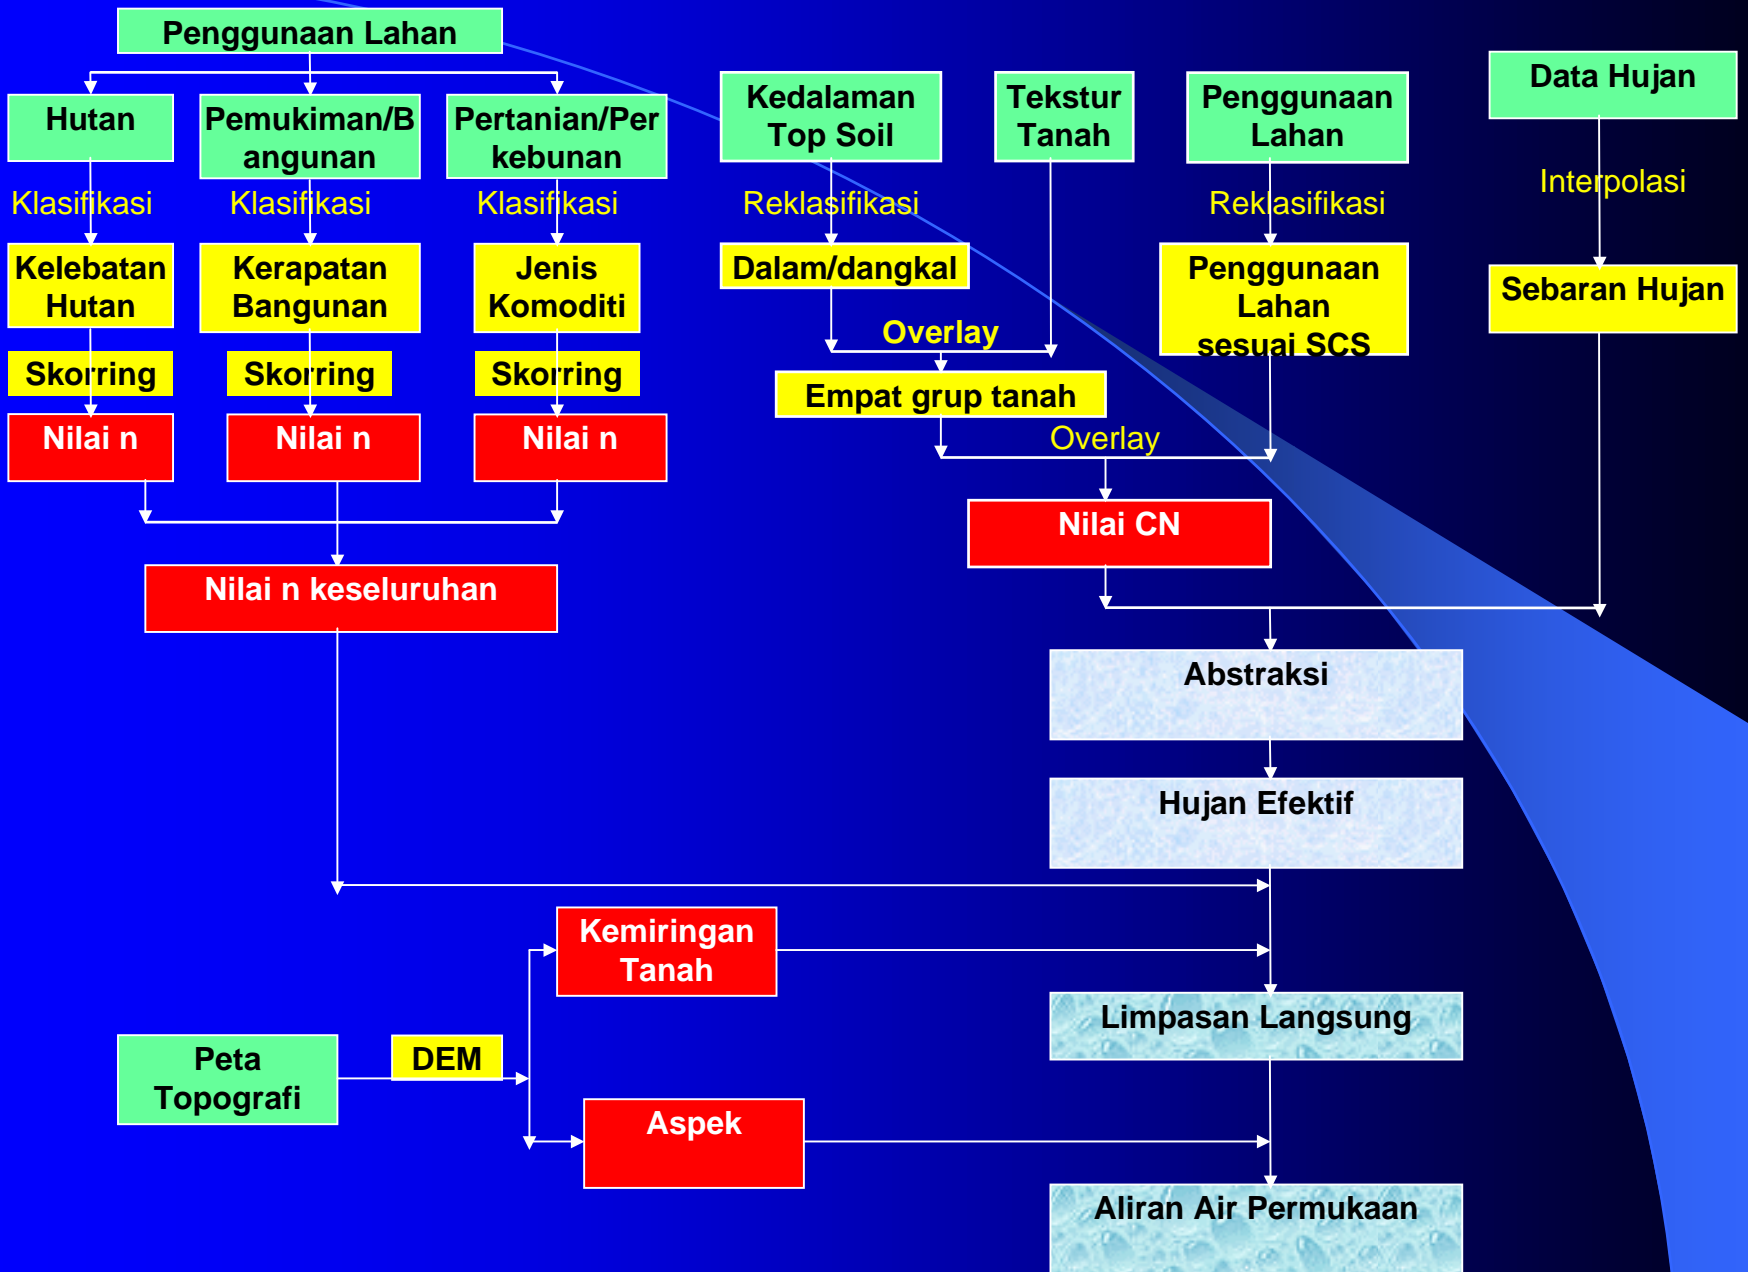 Penggunaan Lahan
Hutan
Pemukiman/B
angunan
Pertanian/Per
kebunan
Kedalaman
Top Soil
Tekstur
Tanah
Penggunaan
Lahan
Data Hujan
Klasifikasi
Klasifikasi
Klasifikasi
Reklasifikasi
Reklasifikasi
Interpolasi
Kelebatan
Hutan
Kerapatan
Bangunan
Jenis
Komoditi
Dalam/dangkal
Penggunaan
Lahan
sesuai SCS
Sebaran Hujan
Overlay
Skorring
Skorring
Skorring
Empat grup tanah
Nilai n
Nilai n
Nilai n
Overlay
Nilai CN
Nilai n keseluruhan
Abstraksi
Hujan Efektif
Kemiringan
Tanah
Limpasan Langsung
Peta
Topografi
DEM
Aspek
Aliran Air Permukaan